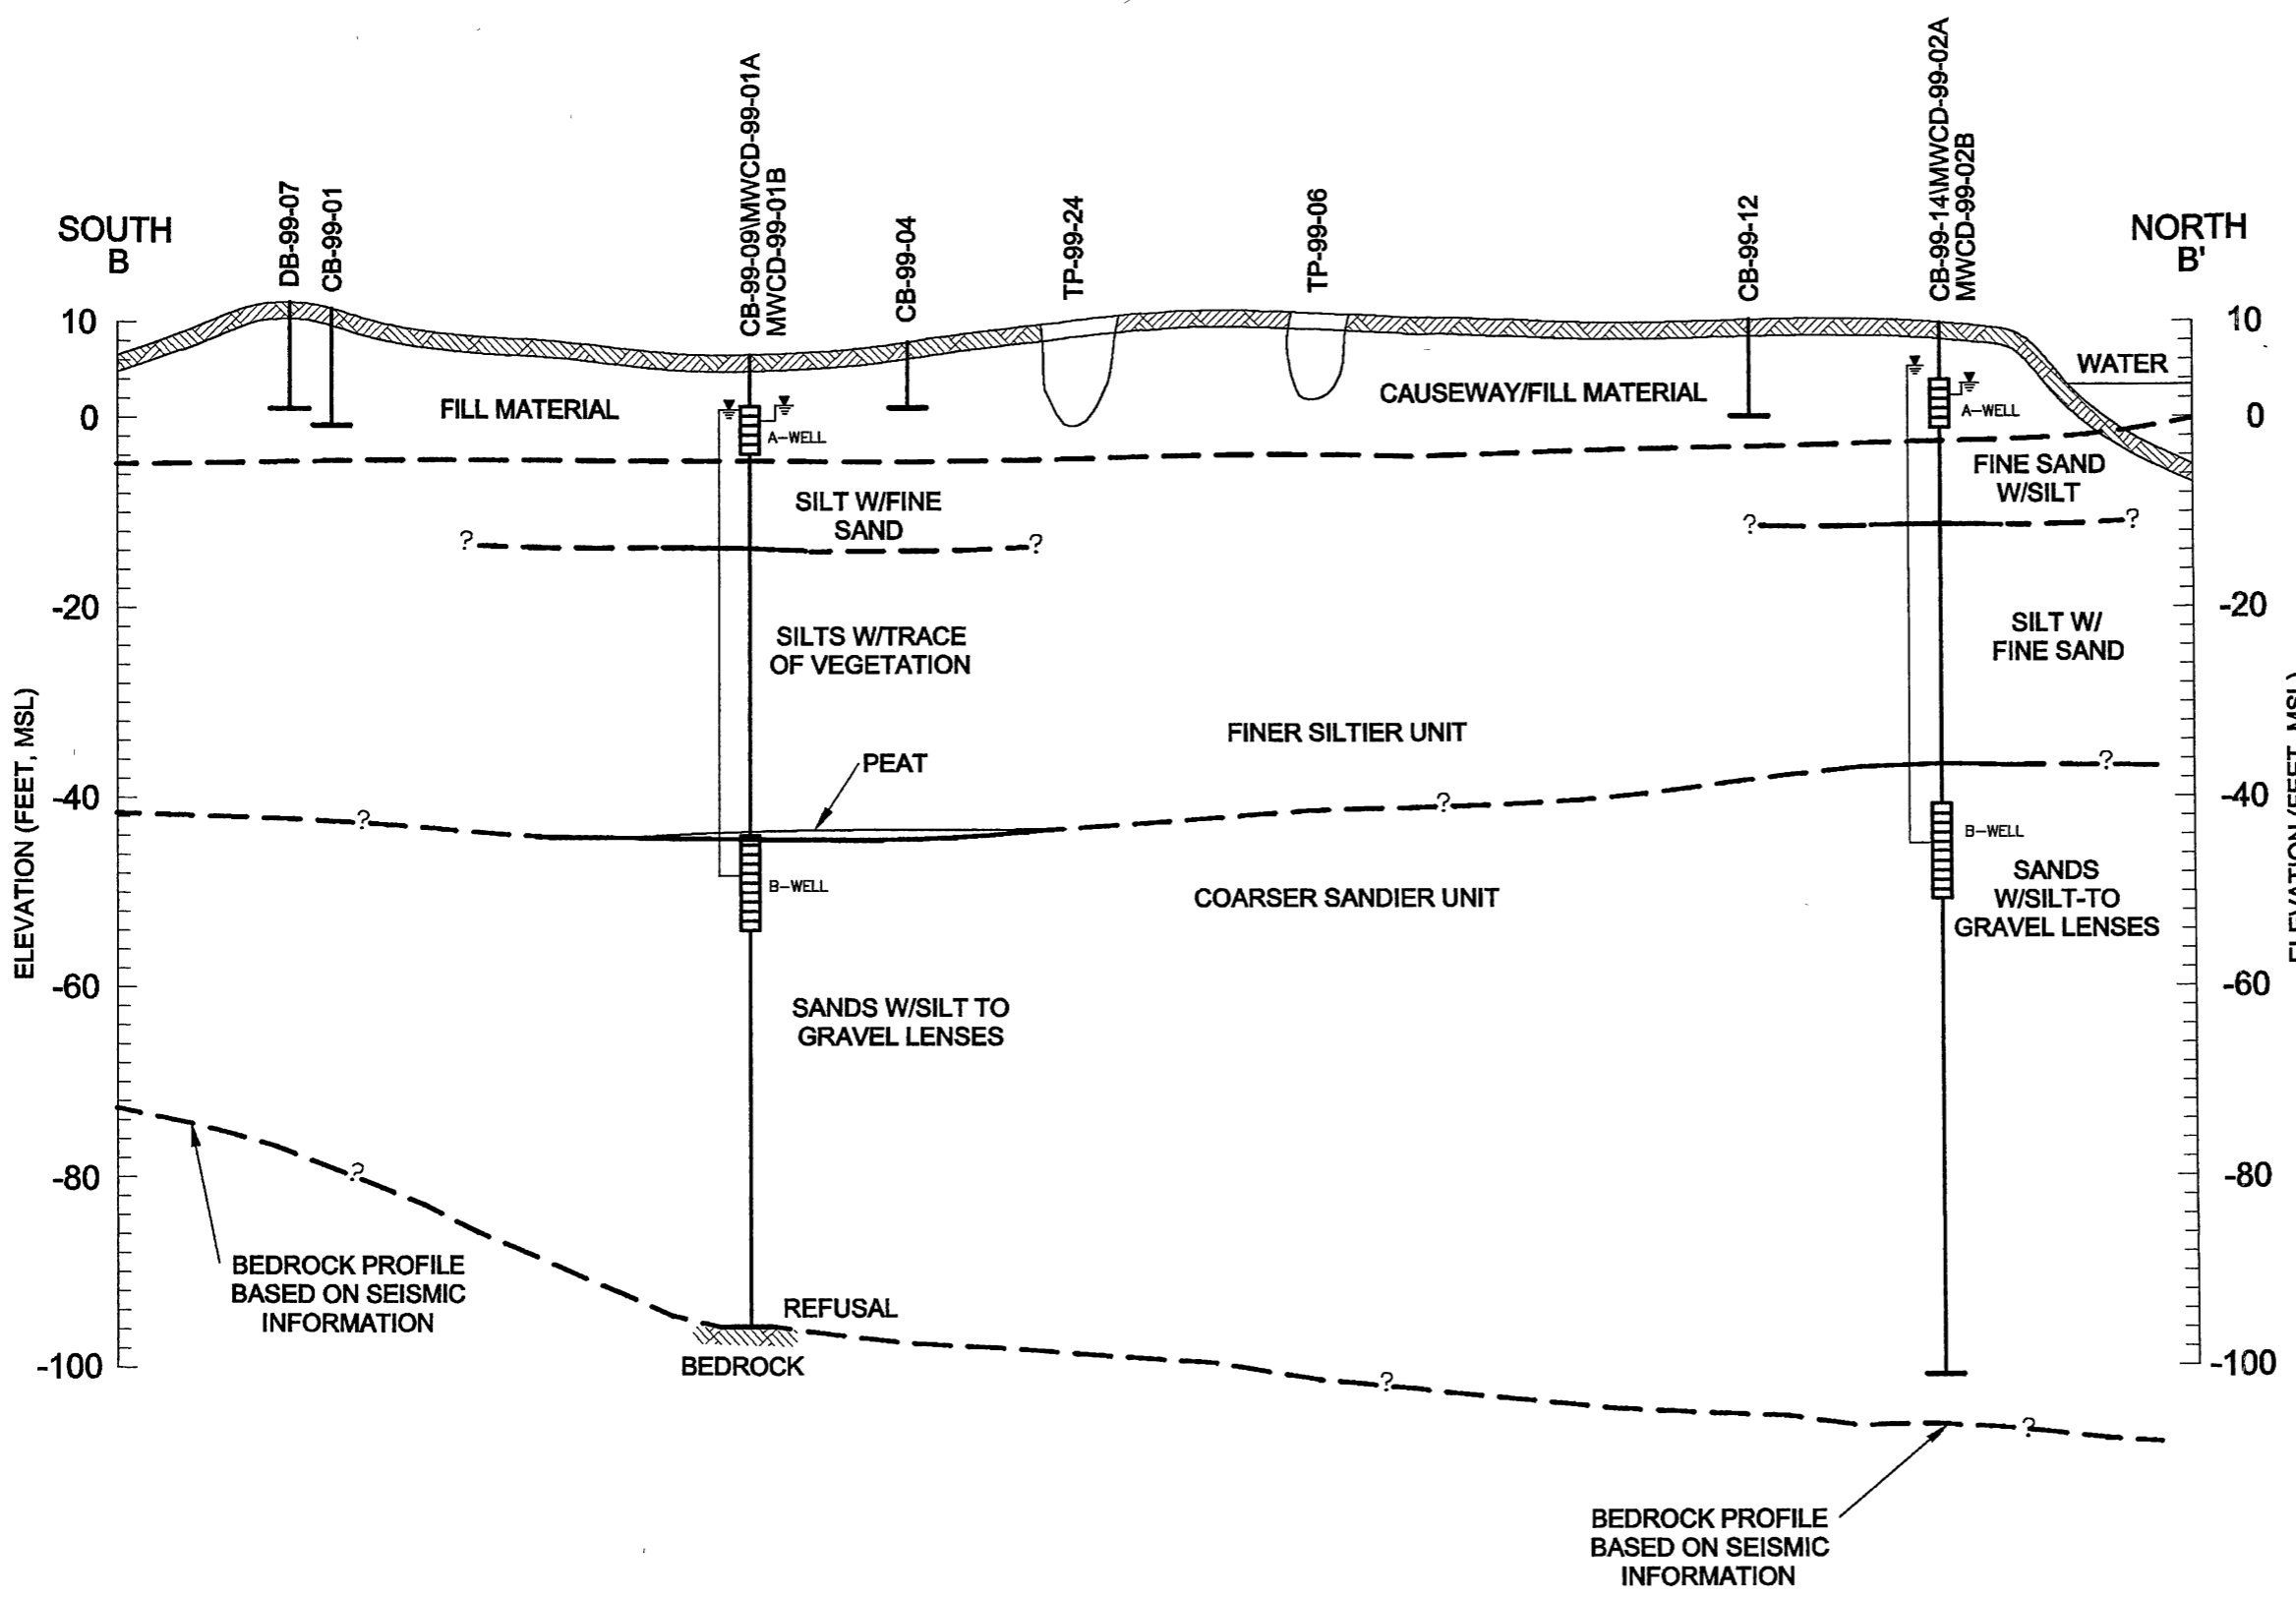 CB-99-09\MWCD-99-01A
MWCD-99-01B
CB-99-14\MWCD-99-02A
MWCD-99-02B
DB-99-07
CB-99-01
CB-99-04
TP-99-24
TP-99-06
CB-99-12
SOUTH
B
NORTH
B'
10
10
WATER
FILL MATERIAL
CAUSEWAY/FILL MATERIAL
A-WELL
A-WELL
0
0
FINE SAND
W/SILT
SILT W/FINE
SAND
?
?
?
?
-20
-20
SILTS W/TRACE
OF VEGETATION
SILT W/
FINE SAND
ELEVATION (FEET, MSL)
ELEVATION (FEET, MSL)
FINER SILTIER UNIT
PEAT
?
?
?
-40
-40
B-WELL
B-WELL
COARSER SANDIER UNIT
SANDS
W/SILT-TO
GRAVEL LENSES
-60
-60
SANDS W/SILT TO
GRAVEL LENSES
?
-80
-80
BEDROCK PROFILE
BASED ON SEISMIC
INFORMATION
REFUSAL
BEDROCK
-100
-100
?
?
BEDROCK PROFILE
BASED ON SEISMIC
INFORMATION